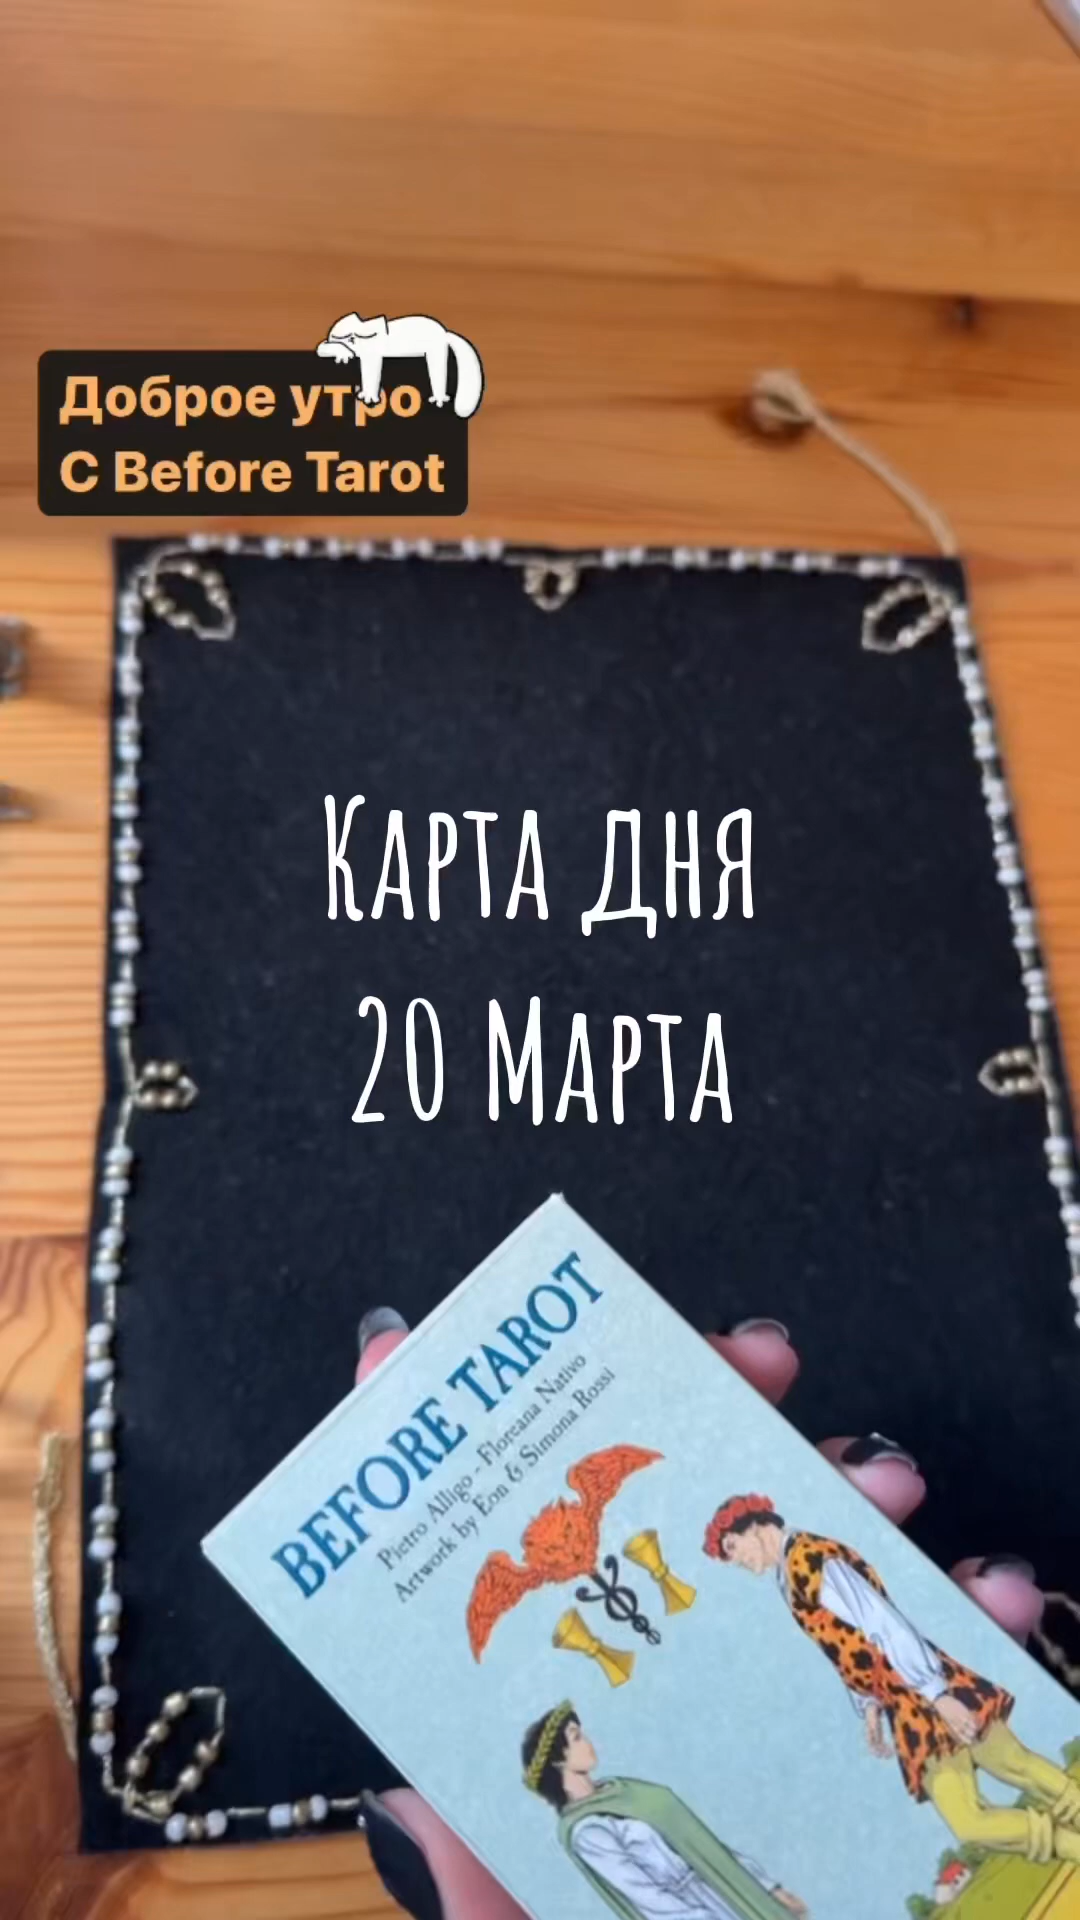 Доброе утро
С Before Tarot
Карта дня
20 Марта
BEFORE TAROT
Pietro Alligo - Floreana Nativo
Artwork by Eon & Simona Rossi